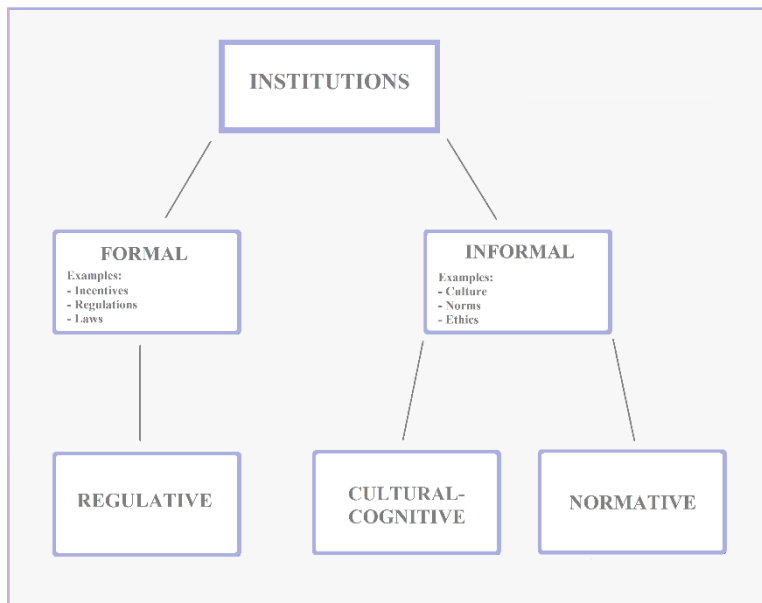 INSTITUTIONS
FORMAL
Examples:
- Incentives
- Regulations
- Laws
INFORMAL
Examples:
- Culture
- Norms
- Ethics
REGULATIVE
CULTURAL-
COGNITIVE
NORMATIVE